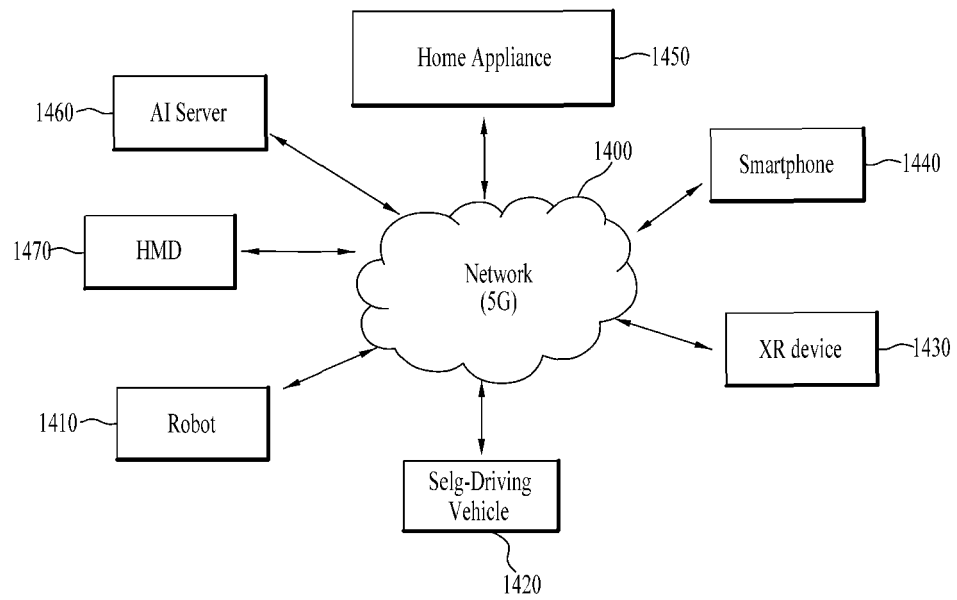 Home Appliance
1450
1460
AI Server
1400
Smartphone
1440
1470
HMD
Network
(5G)
XR device
1430
1410
Robot
Selg-Driving
Vehicle
1420